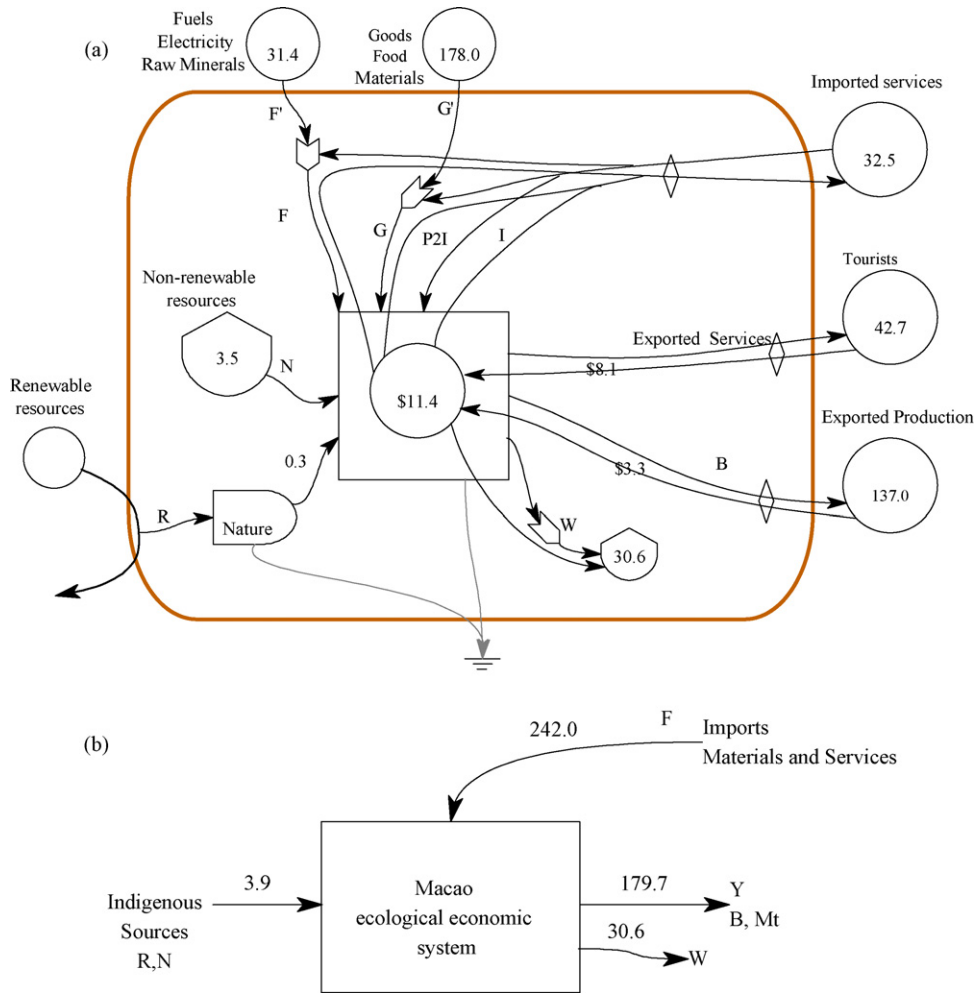 (a)
Fuels
Electricity
Raw Minerals
31.4
Goods
Food
Materials
178.0
Imported services
32.5
F'
G'
F
G
P2I
I
Non-renewable
resources
3.5
N
Tourists
42.7
Exported Services
$8.1
$11.4
Renewable
resources
0.3
R
Nature
Exported Production
137.0
B
$3.3
W
30.6
(b)
242.0
F
Imports
Materials and Services
3.9
Indigenous
Sources
R,N
Macao
ecological economic
system
179.7
Y
B, Mt
30.6
W